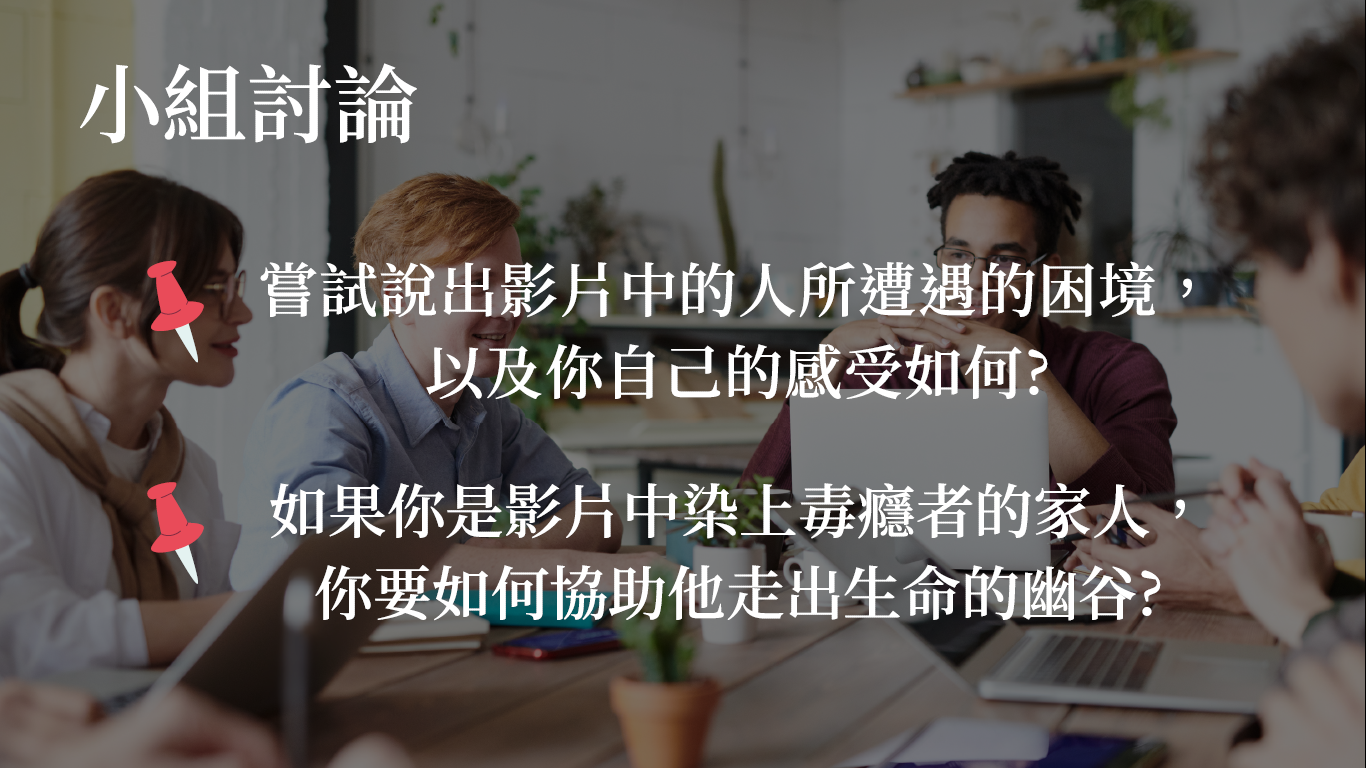 小組討論
嘗試說出影片中的人所遭遇的困境，
以及你自己的感受如何?
如果你是影片中染上毒癮者的家人，
你要如何協助他走出生命的幽谷?